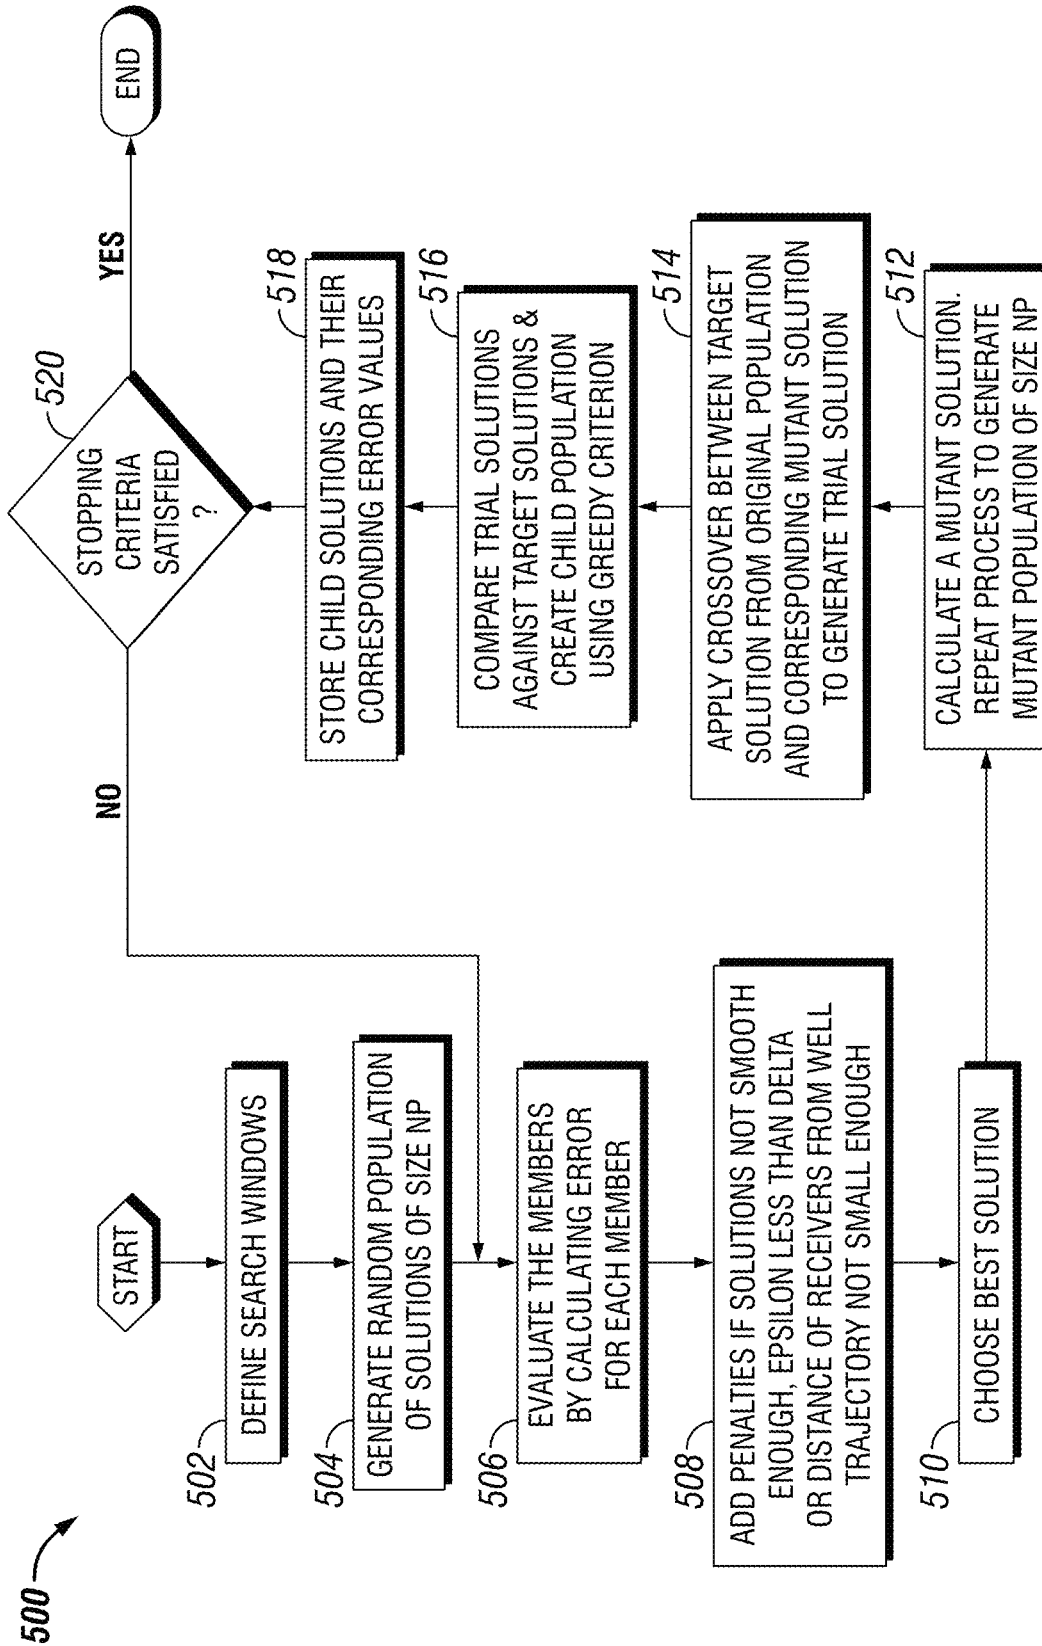 500
START
502
DEFINE SEARCH WINDOWS
504
GENERATE RANDOM POPULATION
OF SOLUTIONS OF SIZE NP
506
EVALUATE THE MEMBERS
BY CALCULATING ERROR
FOR EACH MEMBER
508
ADD PENALTIES IF SOLUTIONS NOT SMOOTH
ENOUGH, EPSILON LESS THAN DELTA
OR DISTANCE OF RECEIVERS FROM WELL
TRAJECTORY NOT SMALL ENOUGH
510
CHOOSE BEST SOLUTION
512
CALCULATE A MUTANT SOLUTION.
REPEAT PROCESS TO GENERATE
MUTANT POPULATION OF SIZE NP
514
APPLY CROSSOVER BETWEEN TARGET
SOLUTION FROM ORIGINAL POPULATION
AND CORRESPONDING MUTANT SOLUTION
TO GENERATE TRIAL SOLUTION
516
COMPARE TRIAL SOLUTIONS
AGAINST TARGET SOLUTIONS &
CREATE CHILD POPULATION
USING GREEDY CRITERION
518
STORE CHILD SOLUTIONS AND THEIR
CORRESPONDING ERROR VALUES
520
STOPPING
CRITERIA
SATISFIED
?
NO
YES
END